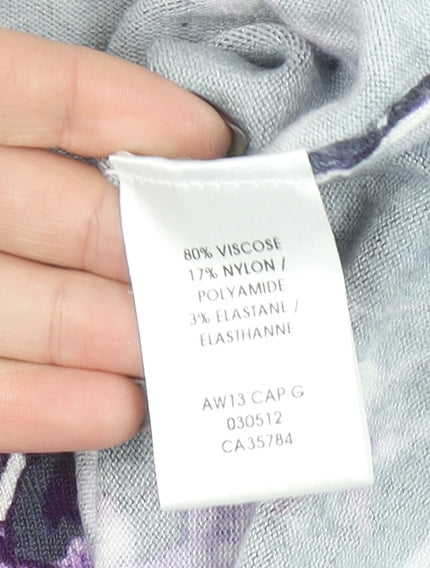 80% VISCOSE
17% NYLON /
POLYAMIDE
3% ELASTANE /
ELASTHANNE
AW13 CAP G
030512
CA35784